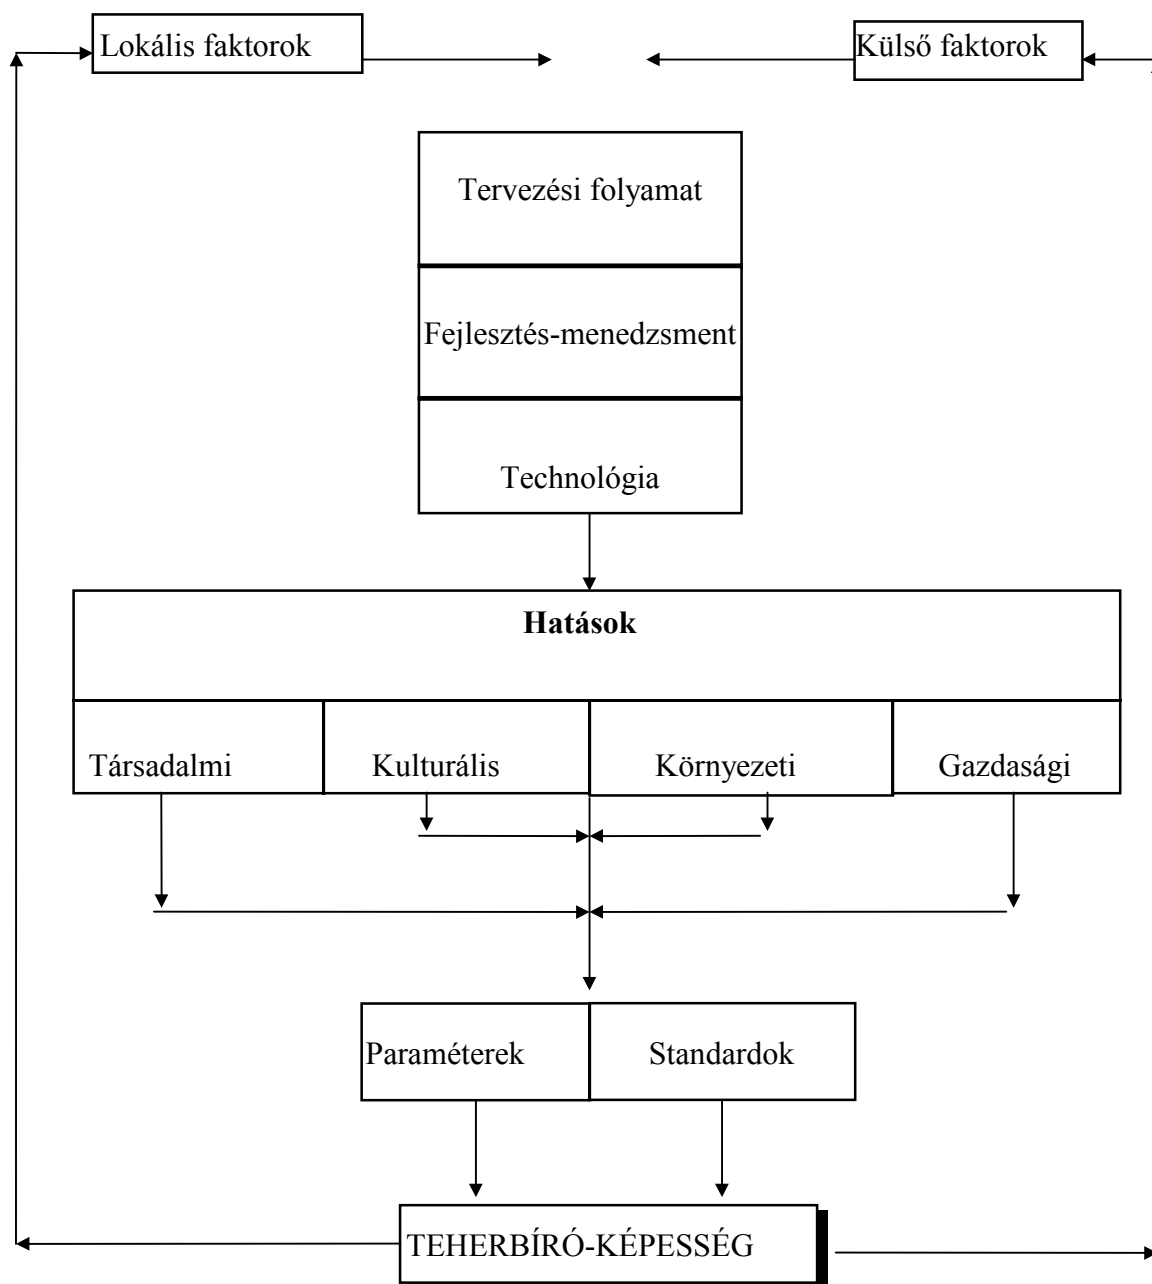 Lokális faktorok
Külső faktorok
Tervezési folyamat
Fejlesztés-menedzsment
Technológia
Hatások
Társadalmi
Kulturális
Környezeti
Gazdasági
Paraméterek
Standardok
TEHERBÍRÓ-KÉPESSÉG